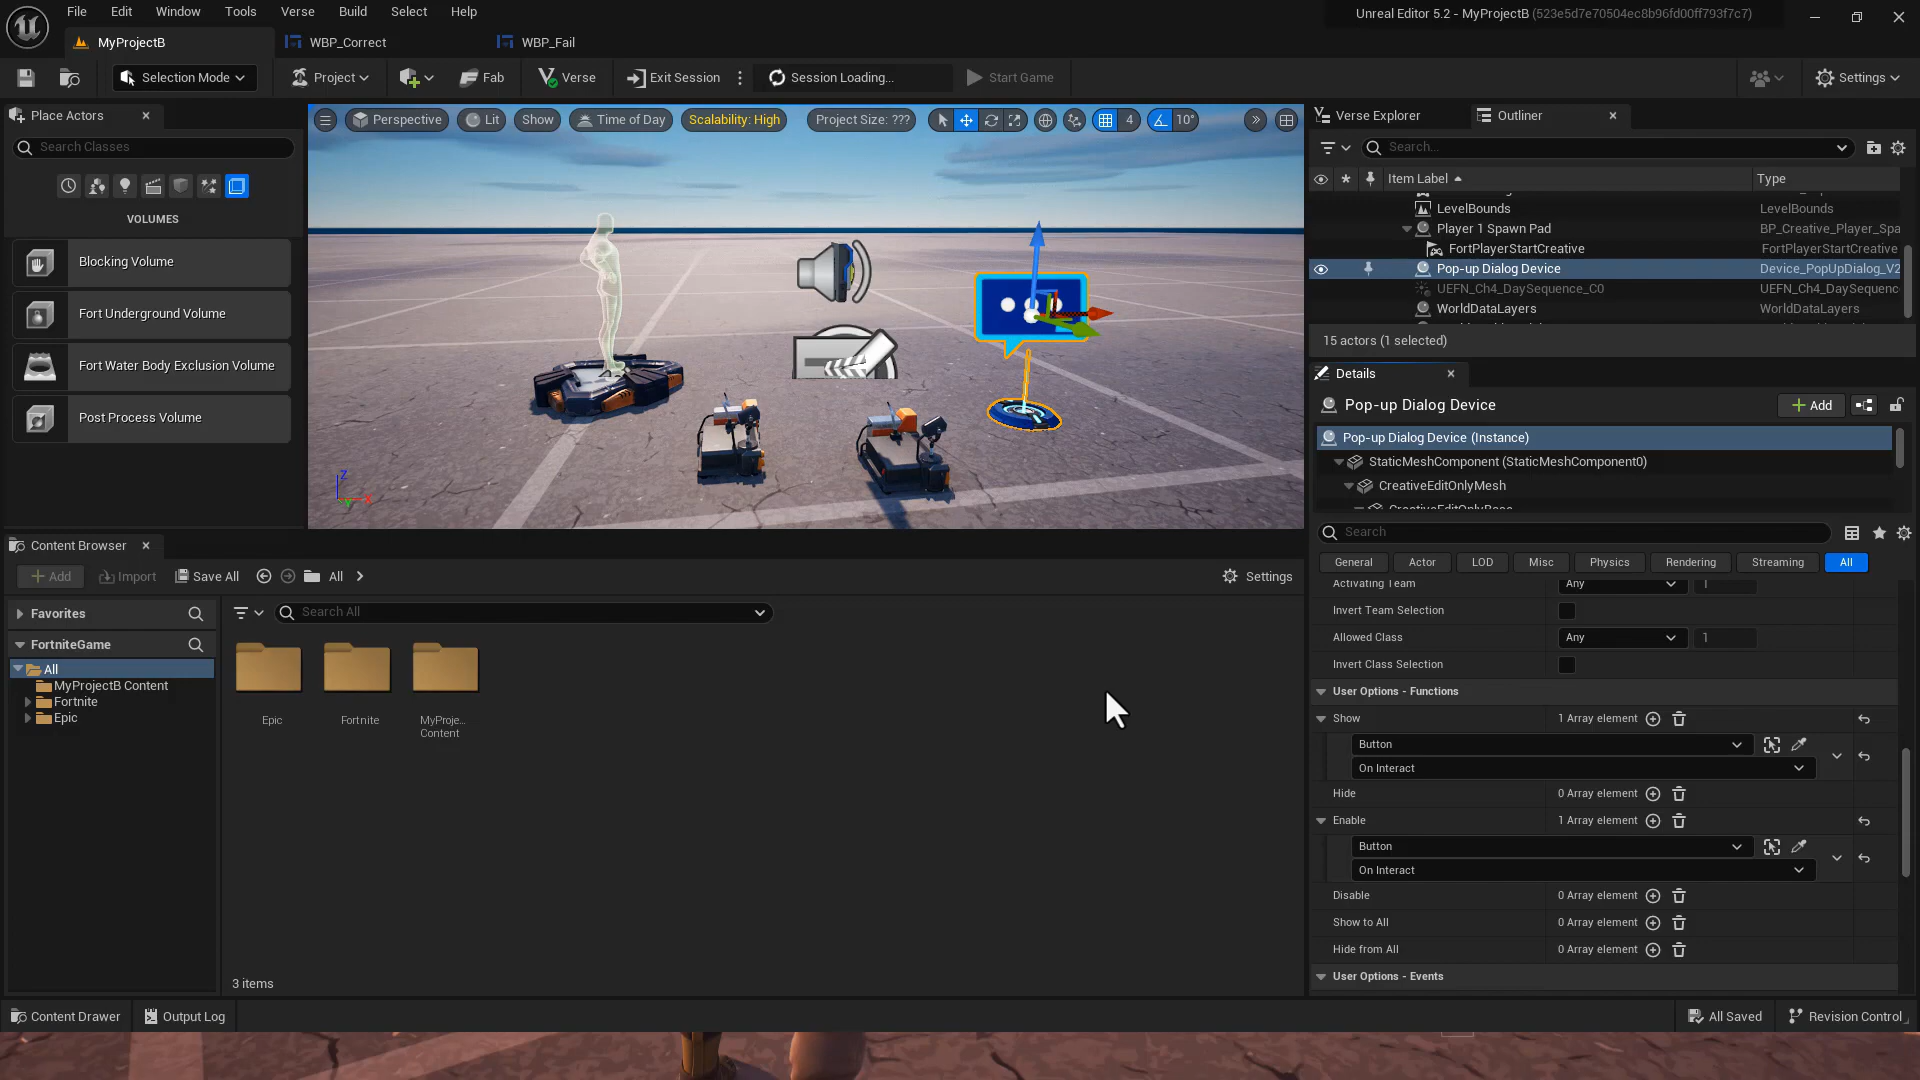 File Edit Window Tools Verse Build Select Help
Unreal Editor 5.2 - MyProjectB (523e5d7e70504ec8b96fd00ff793f7c7)
MyProjectB WBP_Correct WBP_Fail
Selection Mode Project Fab Verse Exit Session Session Loading... Start Game Settings
Place Actors
Search Classes
VOLUMES
Blocking Volume
Fort Underground Volume
Fort Water Body Exclusion Volume
Post Process Volume
Perspective Lit Show Time of Day Scalability: High Project Size: ??? 4 10°
Z
X
Verse Explorer Outliner
Search...
Item Label Type
LevelBounds LevelBounds
Player 1 Spawn Pad BP_Creative_Player_Spa
FortPlayerStartCreative FortPlayerStartCreative
Pop-up Dialog Device Device_PopUpDialog_V2
UEFN_Ch4_DaySequence_C0 UEFN_Ch4_DaySequence
WorldDataLayers WorldDataLayers
15 actors (1 selected)
Details
Pop-up Dialog Device Add
Pop-up Dialog Device (Instance)
StaticMeshComponent (StaticMeshComponent0)
CreativeEditOnlyMesh
CreativeEditOnlyBase
Search
General Actor LOD Misc Physics Rendering Streaming All
Activating Team Any 1
Invert Team Selection
Allowed Class Any 1
Invert Class Selection
User Options - Functions
Show 1 Array element
Button
On Interact
Hide 0 Array element
Enable 1 Array element
Button
On Interact
Disable 0 Array element
Show to All 0 Array element
Hide from All 0 Array element
User Options - Events
Content Browser
Add Import Save All All Settings
Favorites
FortniteGame
All
MyProjectB Content
Fortnite
Epic
Search All
Epic Fortnite MyProje...
Content
3 items
Content Drawer Output Log All Saved Revision Control